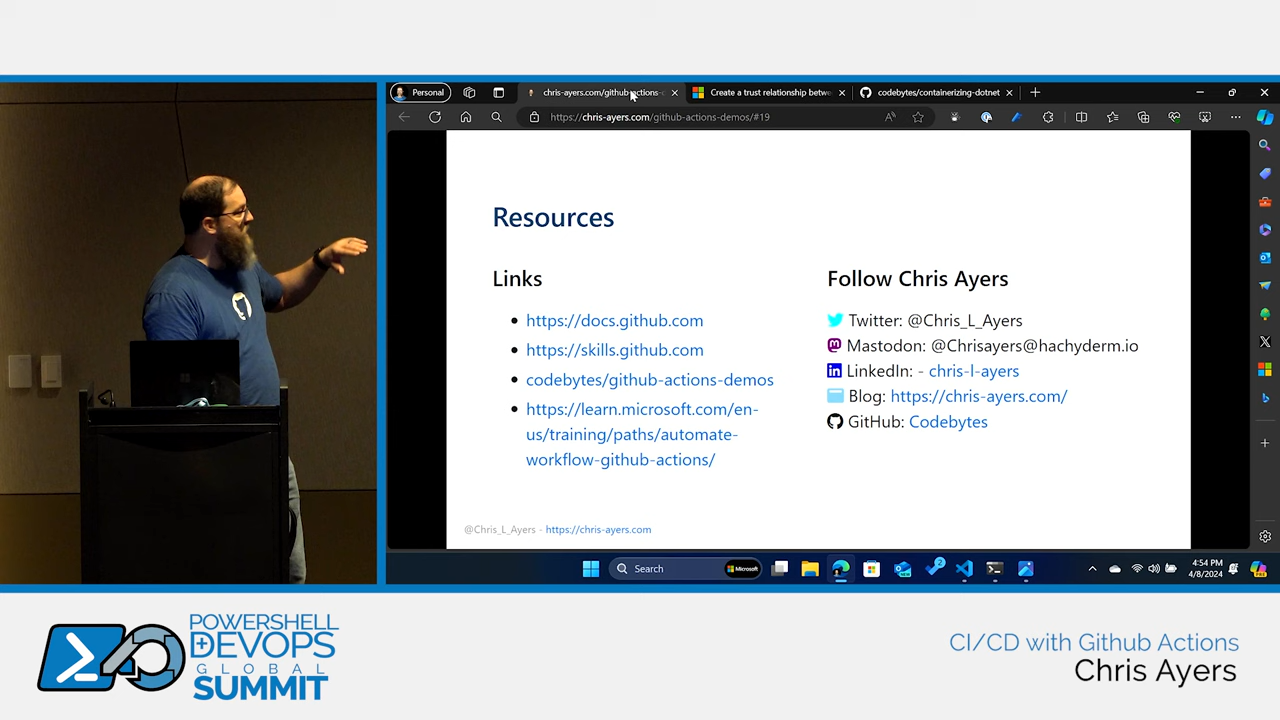 Personal
chris-ayers.com/github-actions-
Create a trust relationship betwe
codebytes/containerizing-dotnet
https://chris-ayers.com/github-actions-demos/#19
Resources
Links
https://docs.github.com
https://skills.github.com
codebytes/github-actions-demos
https://learn.microsoft.com/en-
us/training/paths/automate-
workflow-github-actions/
Follow Chris Ayers
Twitter: @Chris_L_Ayers
Mastodon: @Chrisayers@hachyderm.io
LinkedIn: - chris-l-ayers
Blog: https://chris-ayers.com/
GitHub: Codebytes
@Chris_L_Ayers - https://chris-ayers.com
Search
Microsoft
4:54 PM
4/8/2024
POWERSHELL
+DEVOPS
GLOBAL
SUMMIT
CI/CD with Github Actions
Chris Ayers